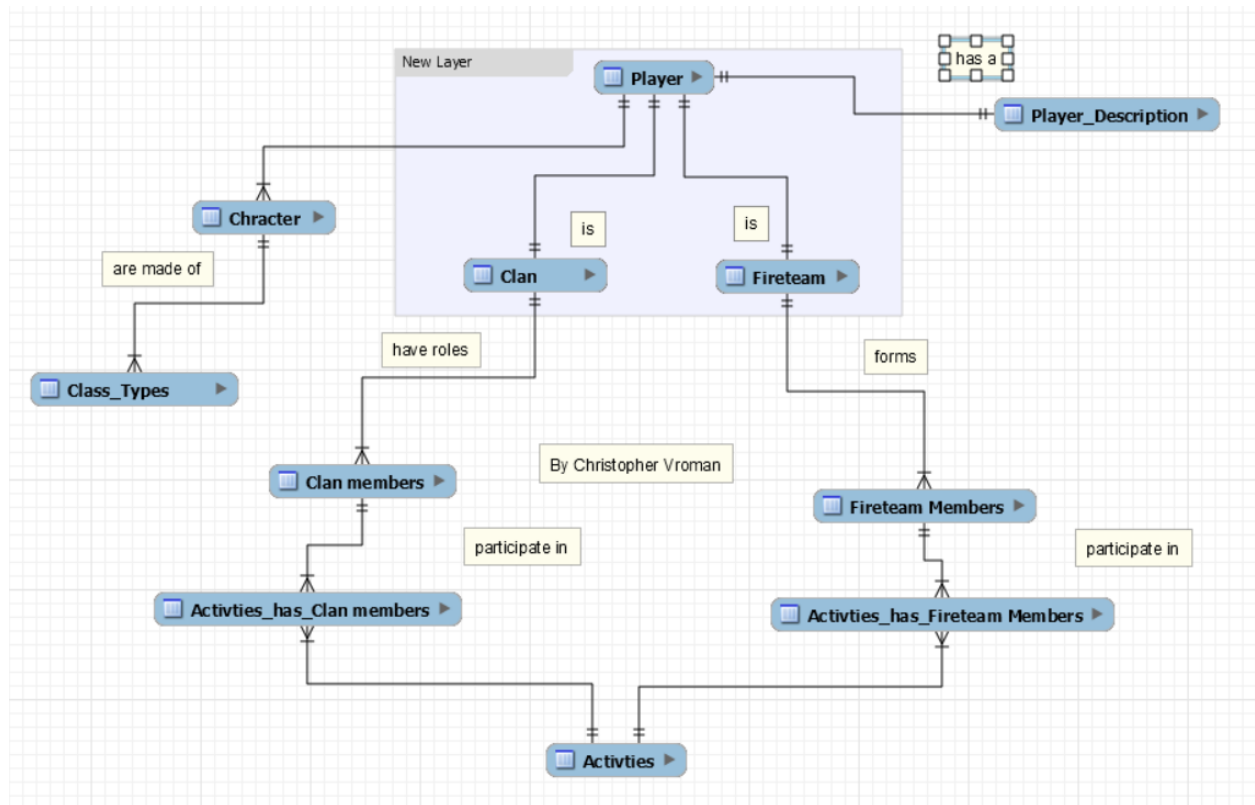 New Layer
Player
has a
Player_Description
Chracter
is
is
are made of
Clan
Fireteam
have roles
forms
Class_Types
By Christopher Vroman
Clan members
Fireteam Members
participate in
participate in
Activties_has_Clan members
Activties_has_Fireteam Members
Activties